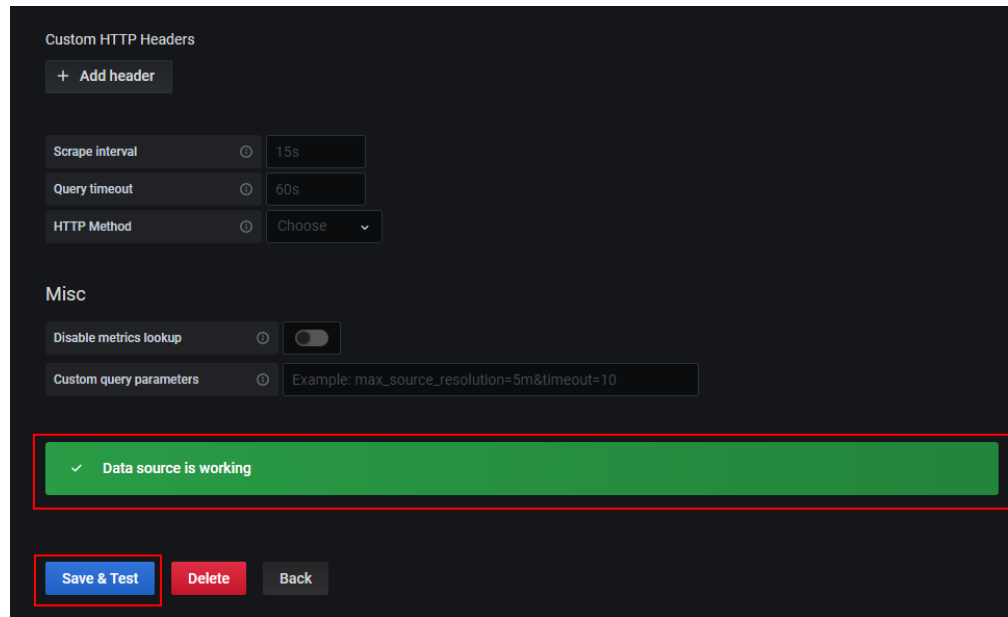 Custom HTTP Headers
+ Add header
Scrape interval 15s
Query timeout 60s
HTTP Method Choose
Misc
Disable metrics lookup
Custom query parameters Example: max_source_resolution=5m&timeout=10
Data source is working
Save & Test Delete Back